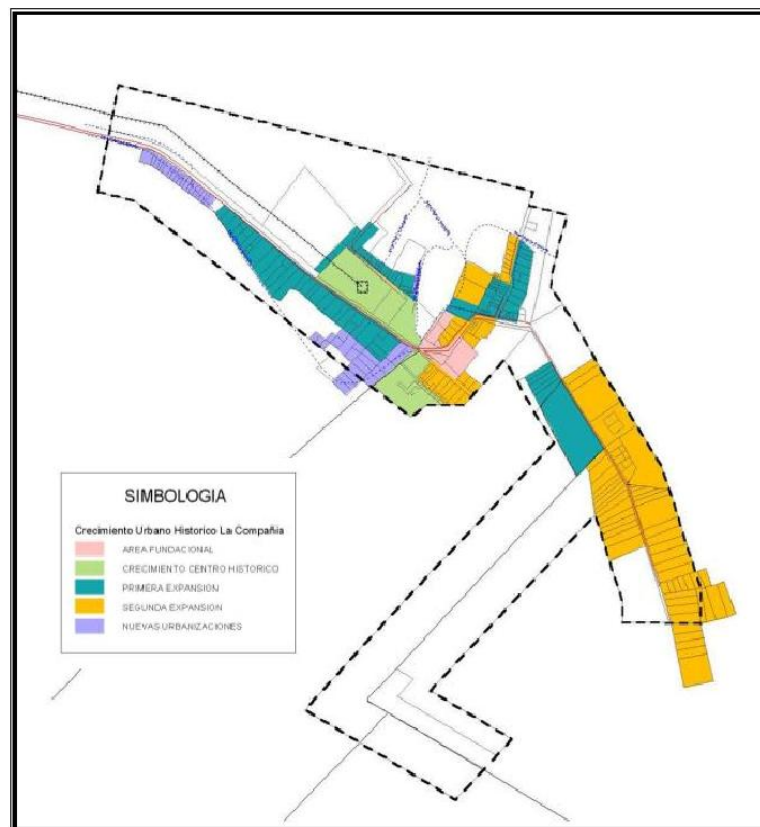 SIMBOLOGIA
Crecimiento Urbano Historico La Compañia
AREA FUNDACIONAL
CRECIMIENTO CENTRO HISTORICO
PRIMERA EXPANSION
SEGUNDA EXPANSION
NUEVAS URBANIZACIONES